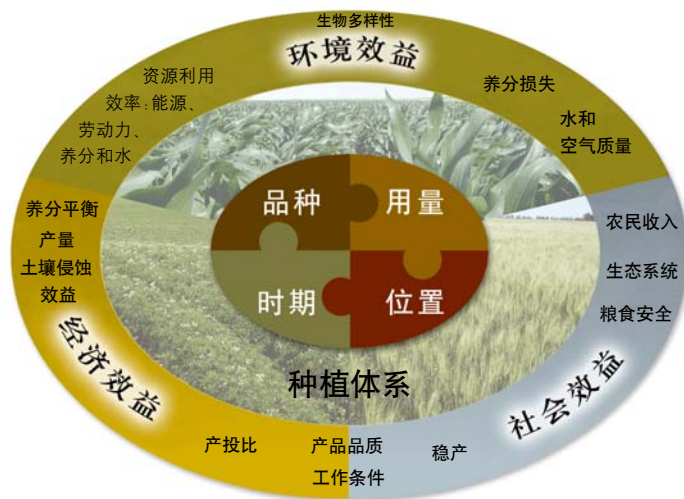 生物多样性
环境效益
资源利用
效率:能源、
劳动力、
养分和水
养分损失
水和
空气质量
品种
用量
时期
位置
种植体系
养分平衡
产量
土壤侵蚀
效益
经济效益
农民收入
生态系统
粮食安全
社会效益
产投比
产品品质
工作条件
稳产